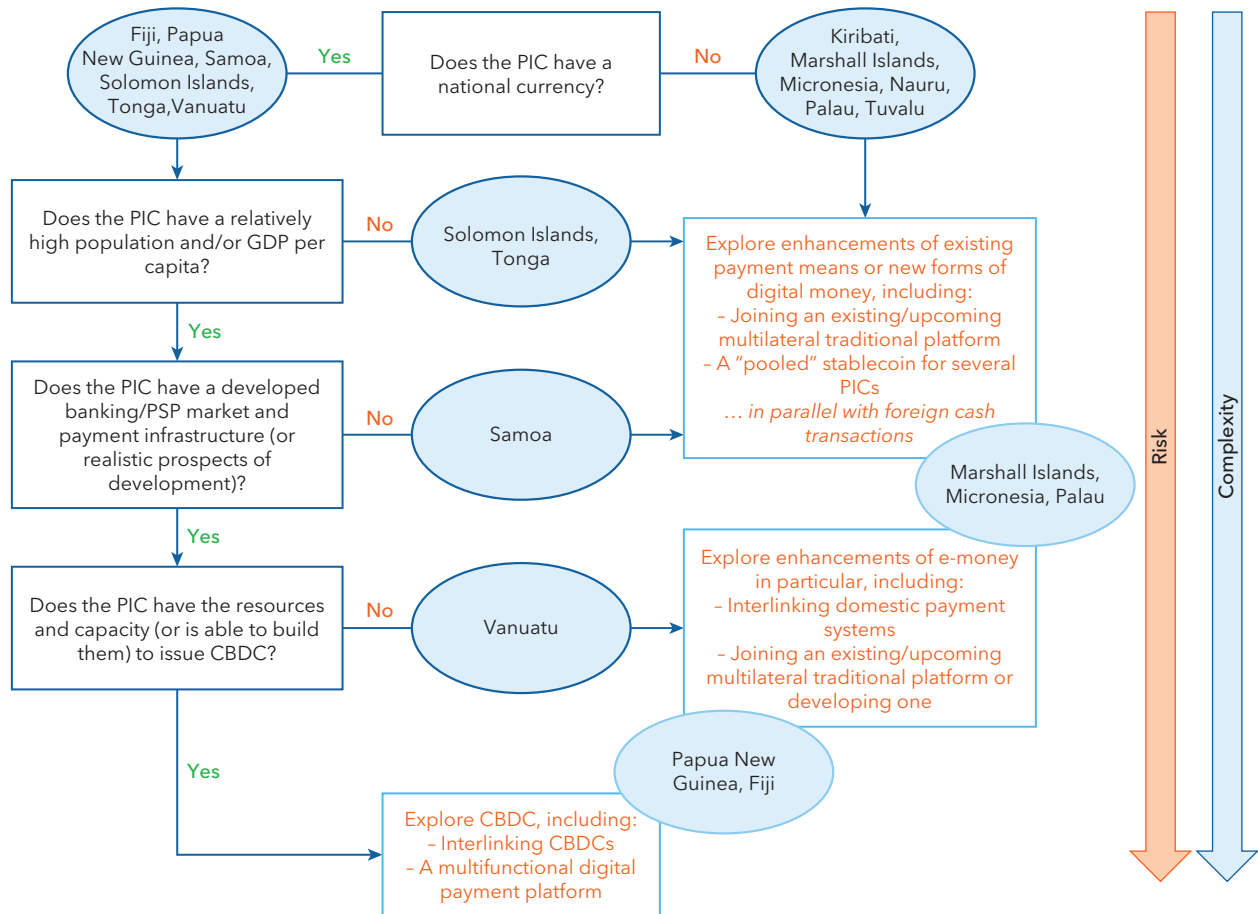 Fiji, Papua
New Guinea, Samoa,
Solomon Islands,
Tonga,Vanuatu
Yes
Does the PIC have a
national currency?
No
Kiribati,
Marshall Islands,
Micronesia, Nauru,
Palau, Tuvalu
Does the PIC have a relatively
high population and/or GDP per
capita?
No
Solomon Islands,
Tonga
Explore enhancements of existing
payment means or new forms of
digital money, including:
– Joining an existing/upcoming
multilateral traditional platform
– A “pooled” stablecoin for several
PICs
… in parallel with foreign cash
transactions
Yes
Does the PIC have a developed
banking/PSP market and
payment infrastructure (or
realistic prospects of
development)?
No
Samoa
Marshall Islands,
Micronesia, Palau
Risk
Complexity
Yes
Does the PIC have the resources
and capacity (or is able to build
them) to issue CBDC?
No
Vanuatu
Explore enhancements of e-money
in particular, including:
– Interlinking domestic payment
systems
– Joining an existing/upcoming
multilateral traditional platform or
developing one
Yes
Papua New
Guinea, Fiji
Explore CBDC, including:
– Interlinking CBDCs
– A multifunctional digital
payment platform